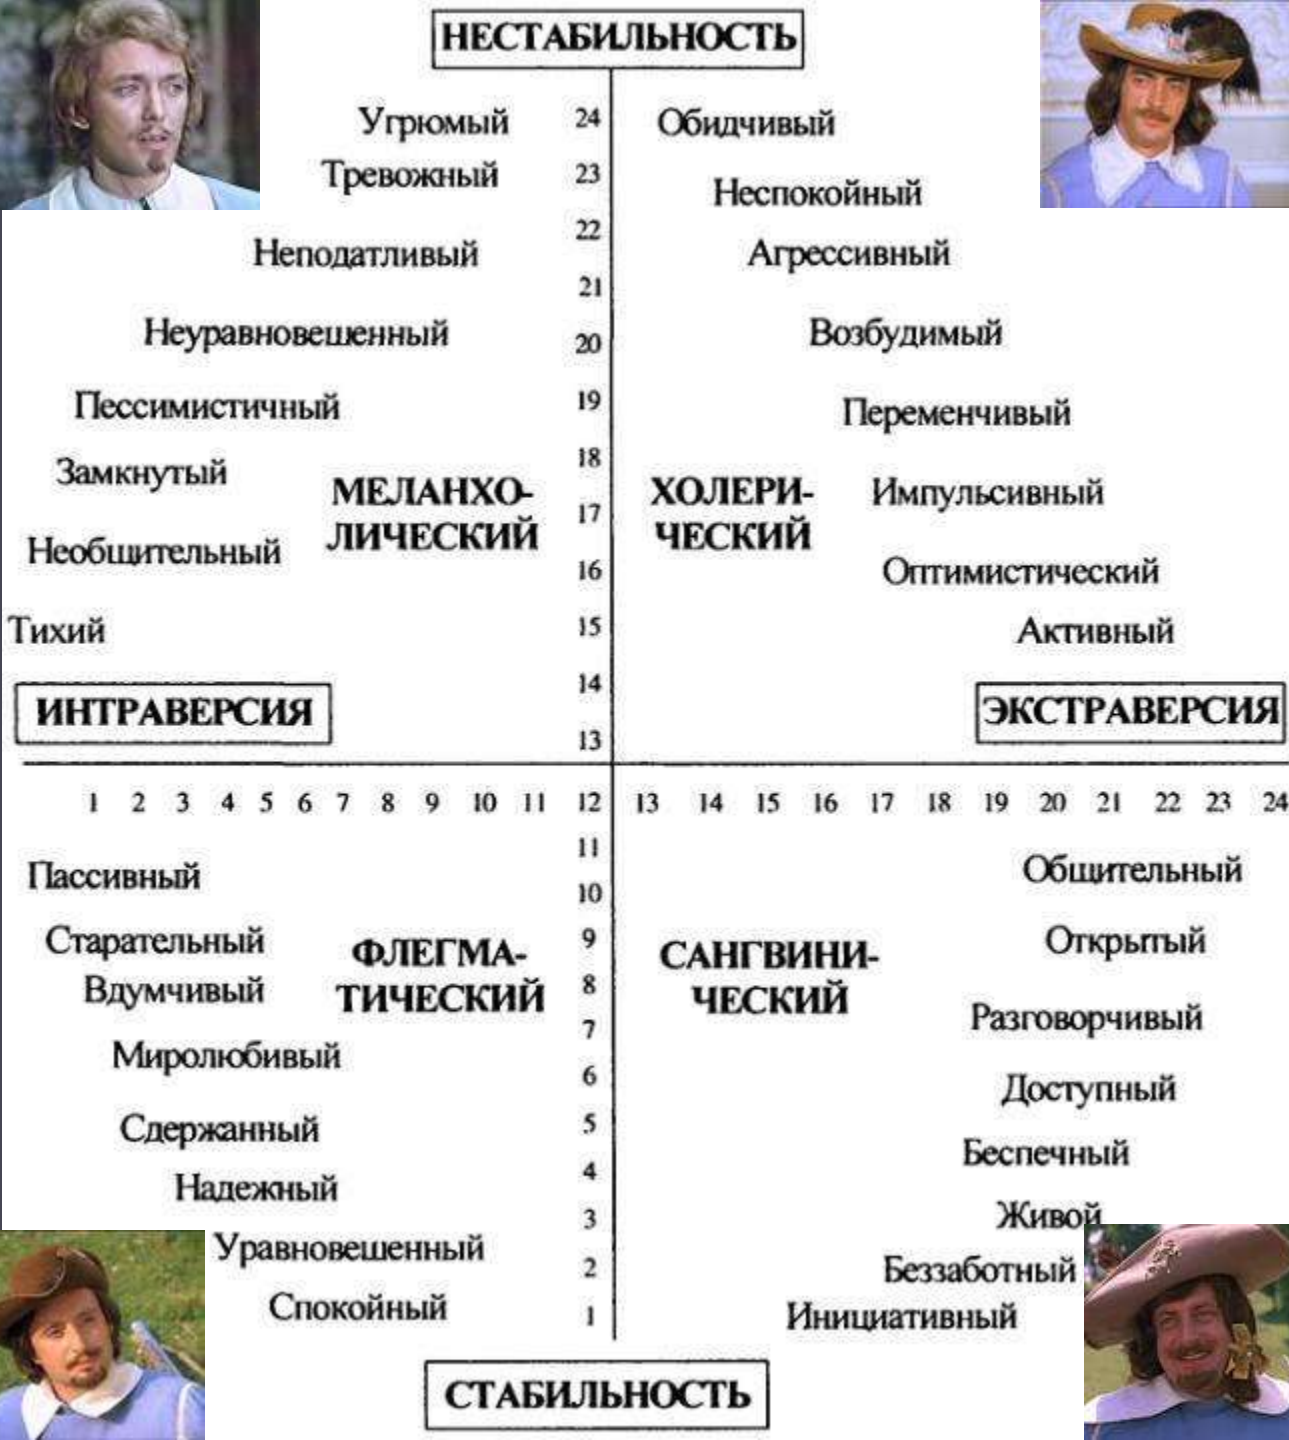 НЕСТАБИЛЬНОСТЬ
Угрюмый 24 Обидчивый
Тревожный 23
Неспокойный
22
Неподатливый Агрессивный
21
Неуравновешенный 20 Возбудимый
Пессимистичный 19 Переменчивый
Замкнутый 18
МЕЛАНХО- ХОЛЕРИ- Импульсивный
17
ЛИЧЕСКИЙ ЧЕСКИЙ
Необщительный
16 Оптимистический
Тихий 15 Активный
14
ИНТРАВЕРСИЯ ЭКСТРАВЕРСИЯ
13
1 2 3 4 5 6 7 8 9 10 11 12 13 14 15 16 17 18 19 20 21 22 23 24
11
Пассивный Общительный
10
Старательный 9 Открытый
ФЛЕГМА- САНГВИНИ-
Вдумчивый 8
ТИЧЕСКИЙ ЧЕСКИЙ
7 Разговорчивый
Миролюбивый
6 Доступный
Сдержанный 5
Беспечный
4
Надежный
3 Живой
Уравновешенный
2 Беззаботный
Спокойный 1 Инициативный
СТАБИЛЬНОСТЬ